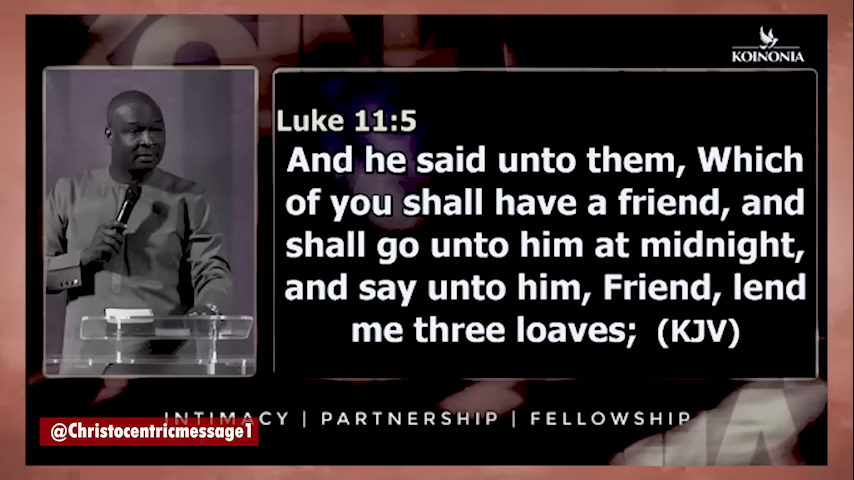 KOINONIA
Luke 11:5
And he said unto them, Which
of you shall have a friend, and
shall go unto him at midnight,
and say unto him, Friend, lend
me three loaves; (KJV)
INTIMACY | PARTNERSHIP | FELLOWSHIP
@Christocentricmessage1